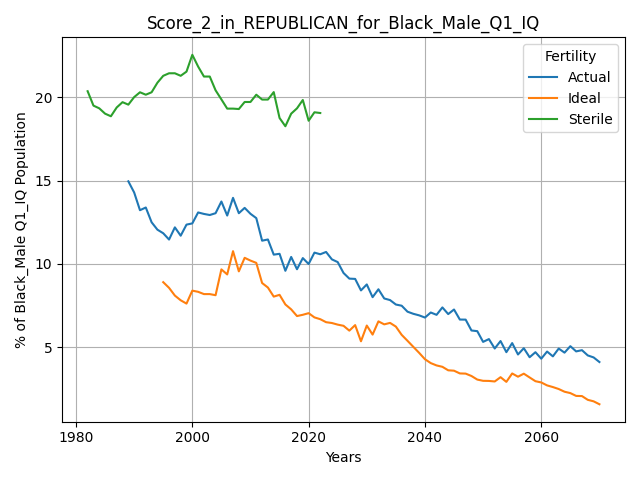 Score_2_in_REPUBLICAN_for_Black_Male_Q1_IQ
Fertility
Actual
Ideal
Sterile
% of Black_Male Q1_IQ Population
20
15
10
5
1980
2000
2020
2040
2060
Years